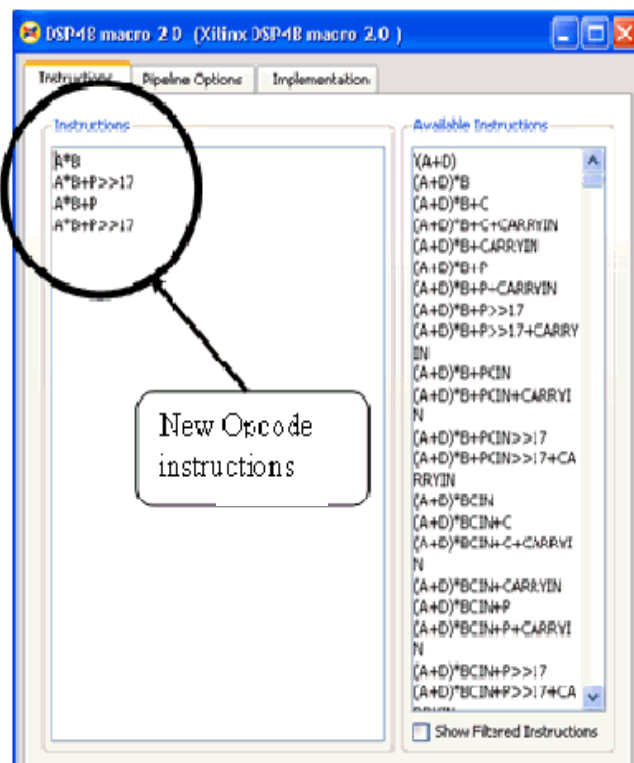 DSP48 macro 2.0 (Xilinx DSP48 macro 2.0 )
Instructions Pipeline Options Implementation
Instructions
A*B
A*B+P>>17
A*B+P
A*B+P>>17
New Opcode
instructions
Available Instructions
(A+D)
(A+D)*B
(A+D)*B+C
(A+D)*B+C+CARRYIN
(A+D)*B+CARRYIN
(A+D)*B+P
(A+D)*B+P+CARRYIN
(A+D)*B+P>>17
(A+D)*B+P>>17+CARRY
IN
(A+D)*B+PCIN
(A+D)*B+PCIN+CARRYI
N
(A+D)*B+PCIN>>17
(A+D)*B+PCIN>>17+CA
RRYIN
(A+D)*BCIN
(A+D)*BCIN+C
(A+D)*BCIN+C+CARRYI
N
(A+D)*BCIN+CARRYIN
(A+D)*BCIN+P
(A+D)*BCIN+P+CARRYI
N
(A+D)*BCIN+P>>17
(A+D)*BCIN+P>>17+CA
RRYIN
Show Filtered Instructions